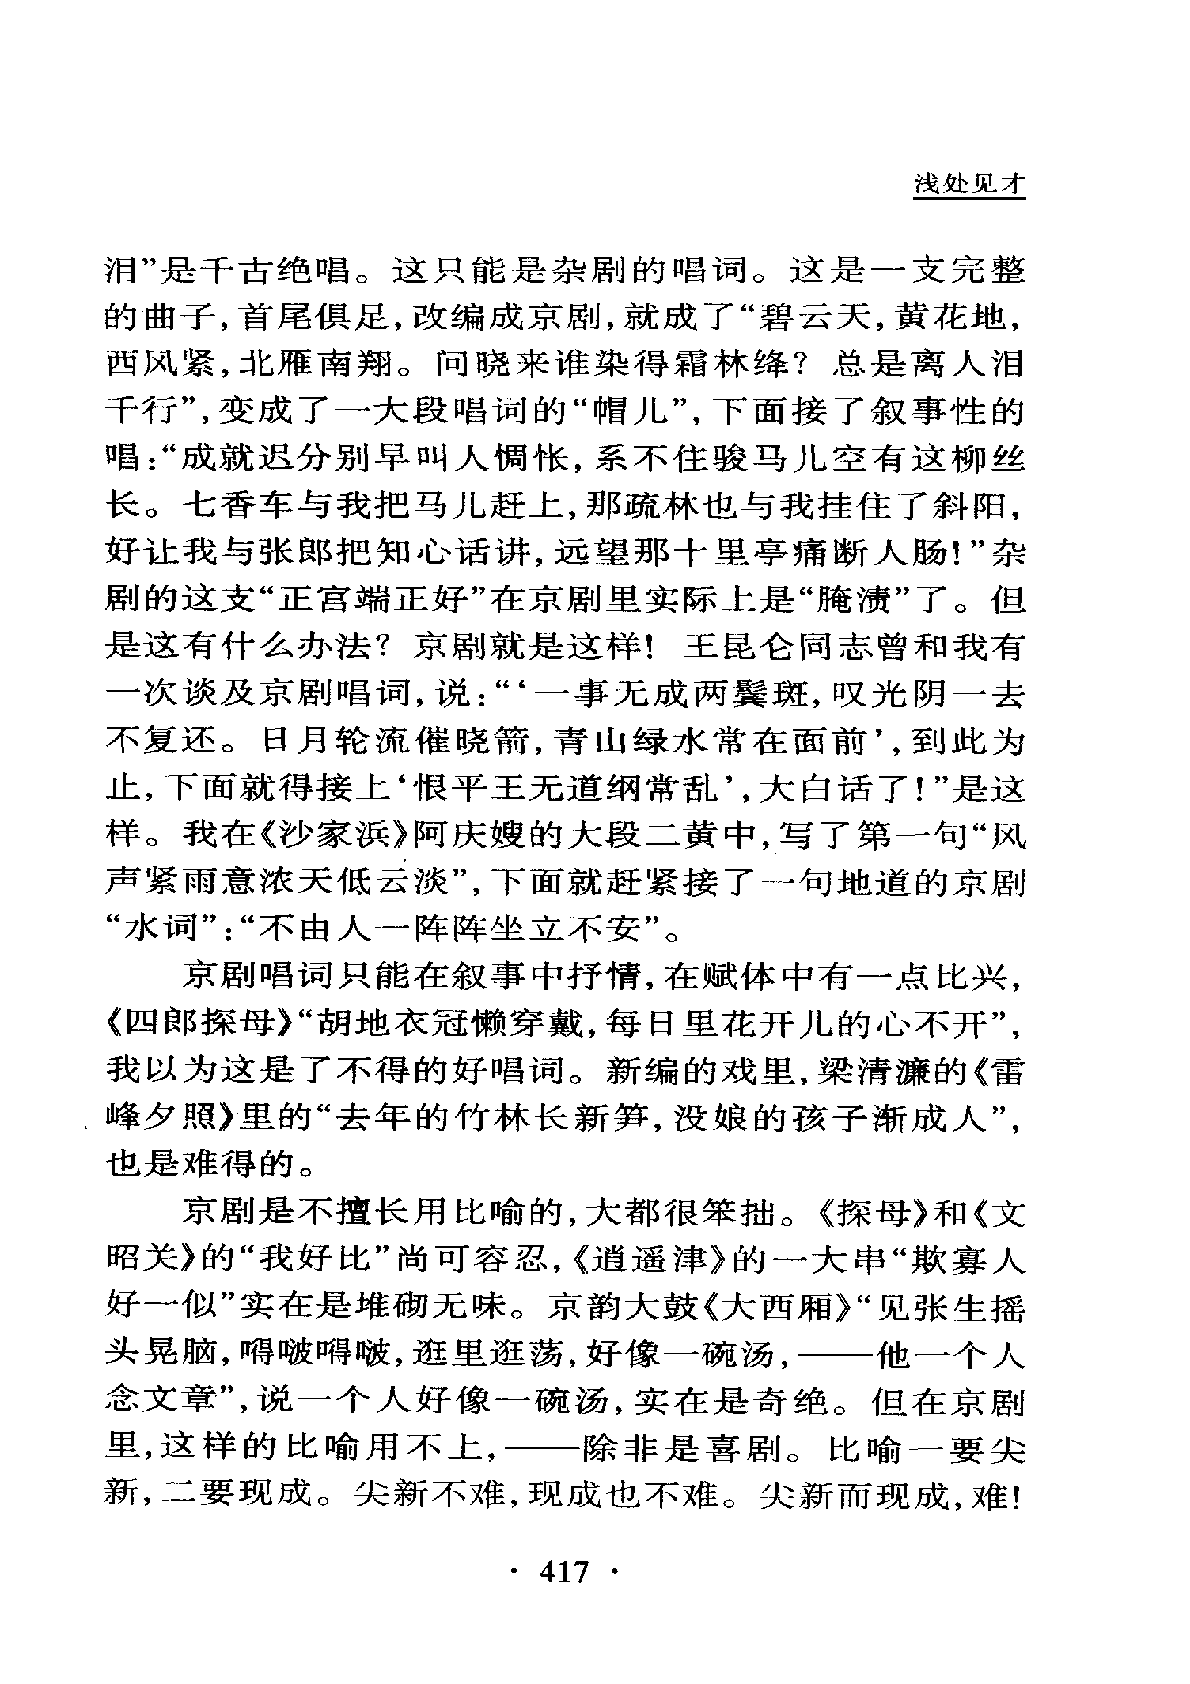 浅处见才
泪”是千古绝唱。这只能是杂剧的唱词。这是一支完整
的曲子,首尾俱足,改编成京剧,就成了“碧云天,黄花地,
西风紧,北雁南翔。问晓来谁染得霜林绛?总是离人泪
千行”,变成了一大段唱词的“帽儿”,下面接了叙事性的
唱:“成就迟分别早叫人惆怅,系不住骏马儿空有这柳丝
长。七香车与我把马儿赶上,那疏林也与我挂住了斜阳,
好让我与张郎把知心话讲,远望那十里亭痛断人肠!”杂
剧的这支“正宫端正好”在京剧里实际上是“腌渍”了。但
是这有什么办法?京剧就是这样!王昆仑同志曾和我有
一次谈及京剧唱词,说:“‘一事无成两鬓斑,叹光阴一去
不复还。日月轮流催晓箭,青山绿水常在面前’,到此为
止,下面就得接上‘恨平王无道纲常乱’,大白话了!”是这
样。我在《沙家浜》阿庆嫂的大段二黄中,写了第一句“风
声紧雨意浓天低云淡”,下面就赶紧接了一句地道的京剧
“水词”:“不由人一阵阵坐立不安”。
京剧唱词只能在叙事中抒情,在赋体中有一点比兴,
《四郎探母》“胡地衣冠懒穿戴,每日里花开儿的心不开”,
我以为这是了不得的好唱词。新编的戏里,梁清濂的《雷
峰夕照》里的“去年的竹林长新笋,没娘的孩子渐成人”,
也是难得的。
京剧是不擅长用比喻的,大都很笨拙。《探母》和《文
昭关》的“我好比”尚可容忍,《逍遥津》的一大串“欺寡人
好一似”实在是堆砌无味。京韵大鼓《大西厢》“见张生摇
头晃脑,嘚啵嘚啵,逛里逛荡,好像一碗汤,——他一个人
念文章”,说一个人好像一碗汤,实在是奇绝。但在京剧
里,这样的比喻用不上,——除非是喜剧。比喻一要尖
新,二要现成。尖新不难,现成也不难。尖新而现成,难!
· 417 ·